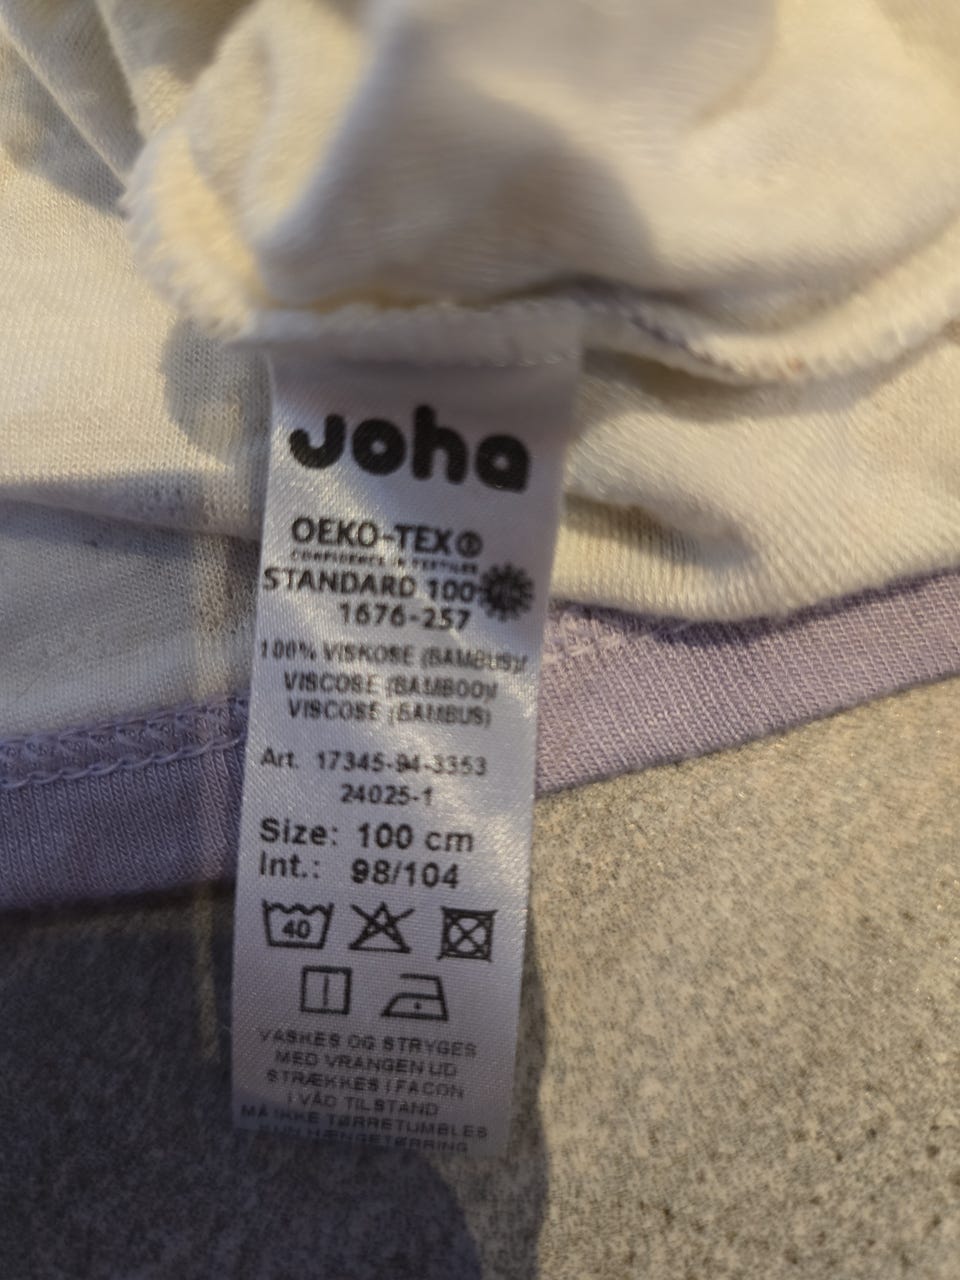 Joha
OEKO-TEX®
CONFIDENCE IN TEXTILES
STANDARD 100
1676-257
100% VISKOSE (BAMBUS)/
VISCOSE (BAMBOO)/
VISCOSE (BAMBUS)
Art. 17345-94-3353
24025-1
Size: 100 cm
Int.: 98/104
40
VASKES OG STRYGES
MED VRANGEN UD
STRÆKKES I FACON
I VÅD TILSTAND
MÅ IKKE TØRRETUMBLES
KUN HÆNGETØRRING